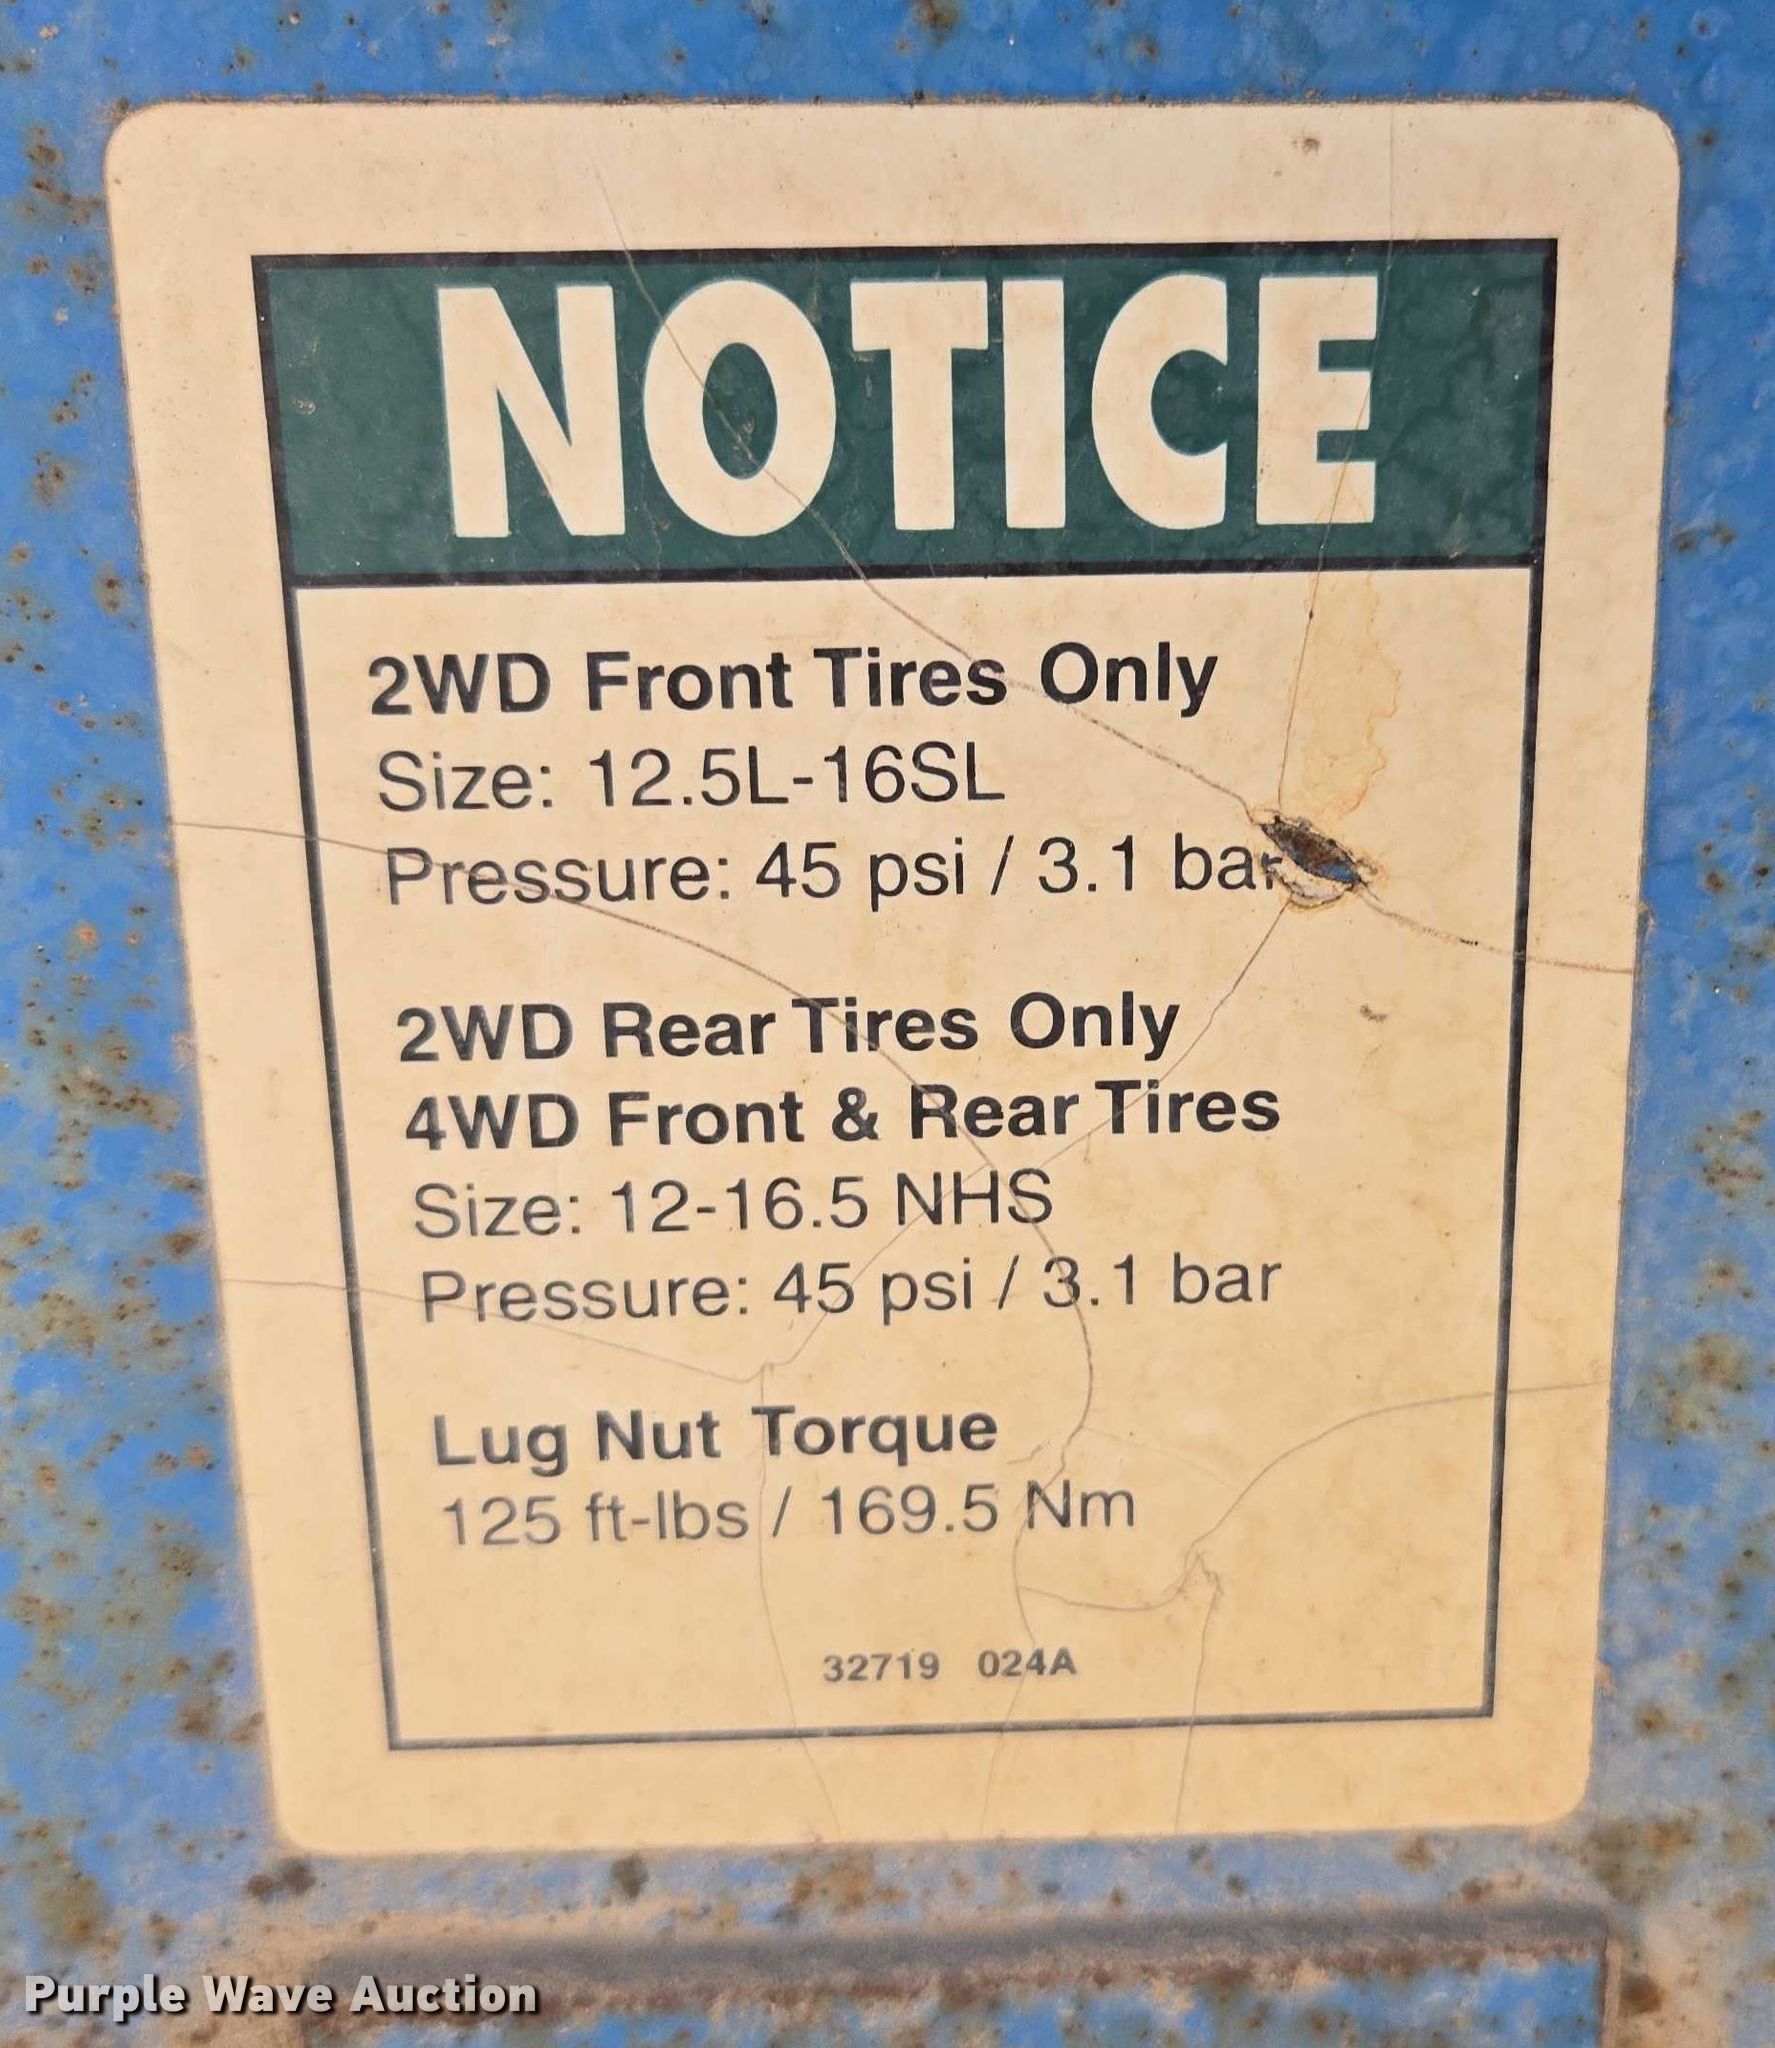 NOTICE
2WD Front Tires Only
Size: 12.5L-16SL
Pressure: 45 psi / 3.1 bar
2WD Rear Tires Only
4WD Front & Rear Tires
Size: 12-16.5 NHS
Pressure: 45 psi / 3.1 bar
Lug Nut Torque
125 ft-lbs / 169.5 Nm
32719 024A
Purple Wave Auction